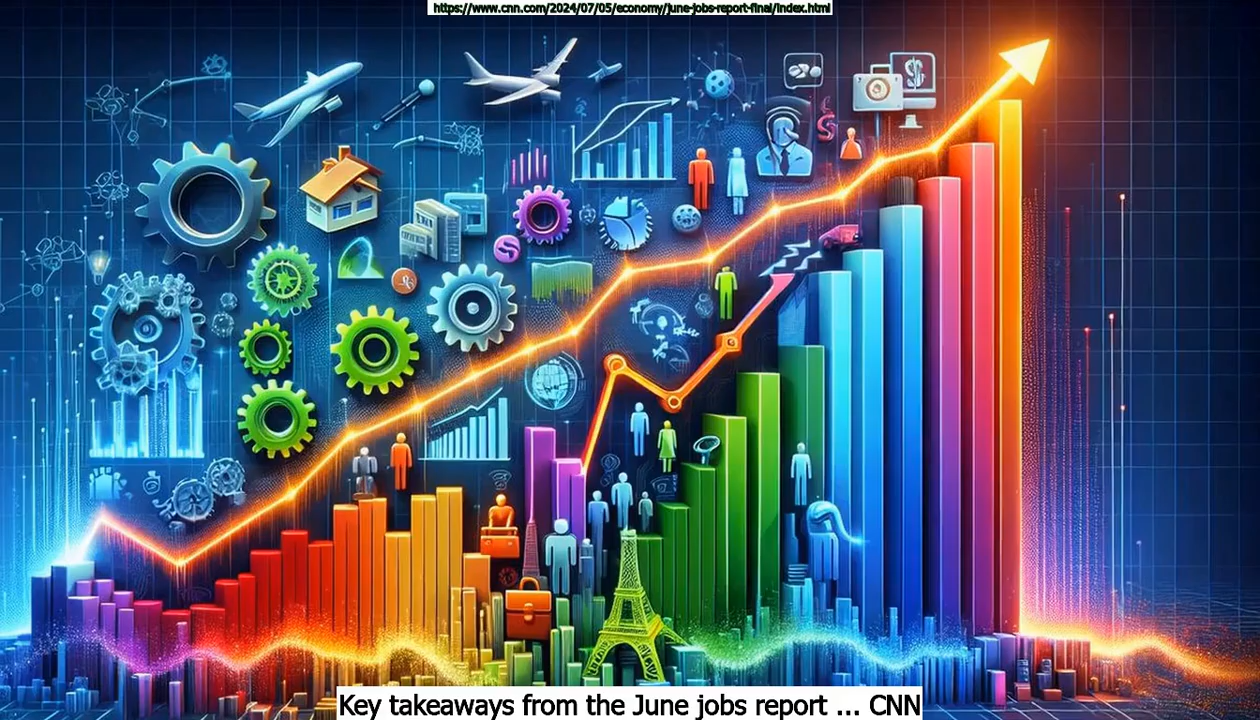 https://www.cnn.com/2024/07/05/economy/june-jobs-report-final/index.html
$
S
S
Key takeaways from the June jobs report ... CNN